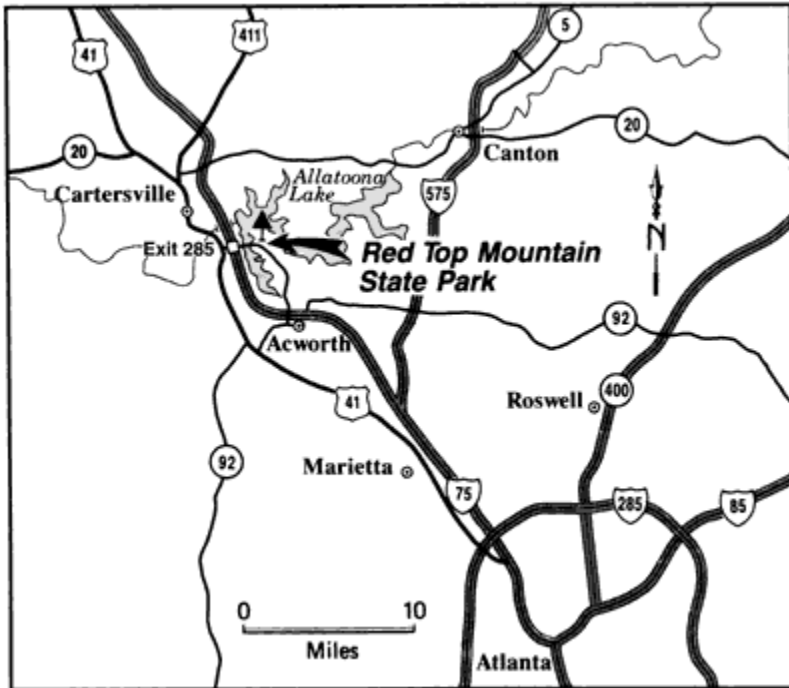 41
411
5
20
20
Cartersville
Allatoona
Lake
Canton
575
Exit 285
Red Top Mountain
State Park
N
92
Acworth
41
Roswell
400
92
Marietta
75
285
85
0 10
Miles
Atlanta